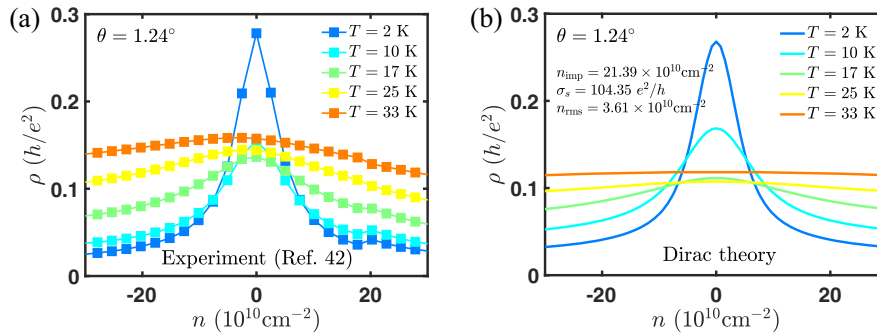 (a)
θ = 1.24°
T = 2 K
T = 10 K
T = 17 K
T = 25 K
T = 33 K
Experiment (Ref. 42)
ρ (h/e²)
0.3
0.2
0.1
0
-20
0
20
n (10¹⁰cm⁻²)
(b)
θ = 1.24°
n_imp = 21.39 × 10¹⁰cm⁻²
σ_s = 104.35 e²/h
n_rms = 3.61 × 10¹⁰cm⁻²
T = 2 K
T = 10 K
T = 17 K
T = 25 K
T = 33 K
Dirac theory
ρ (h/e²)
0.3
0.2
0.1
0
-20
0
20
n (10¹⁰cm⁻²)